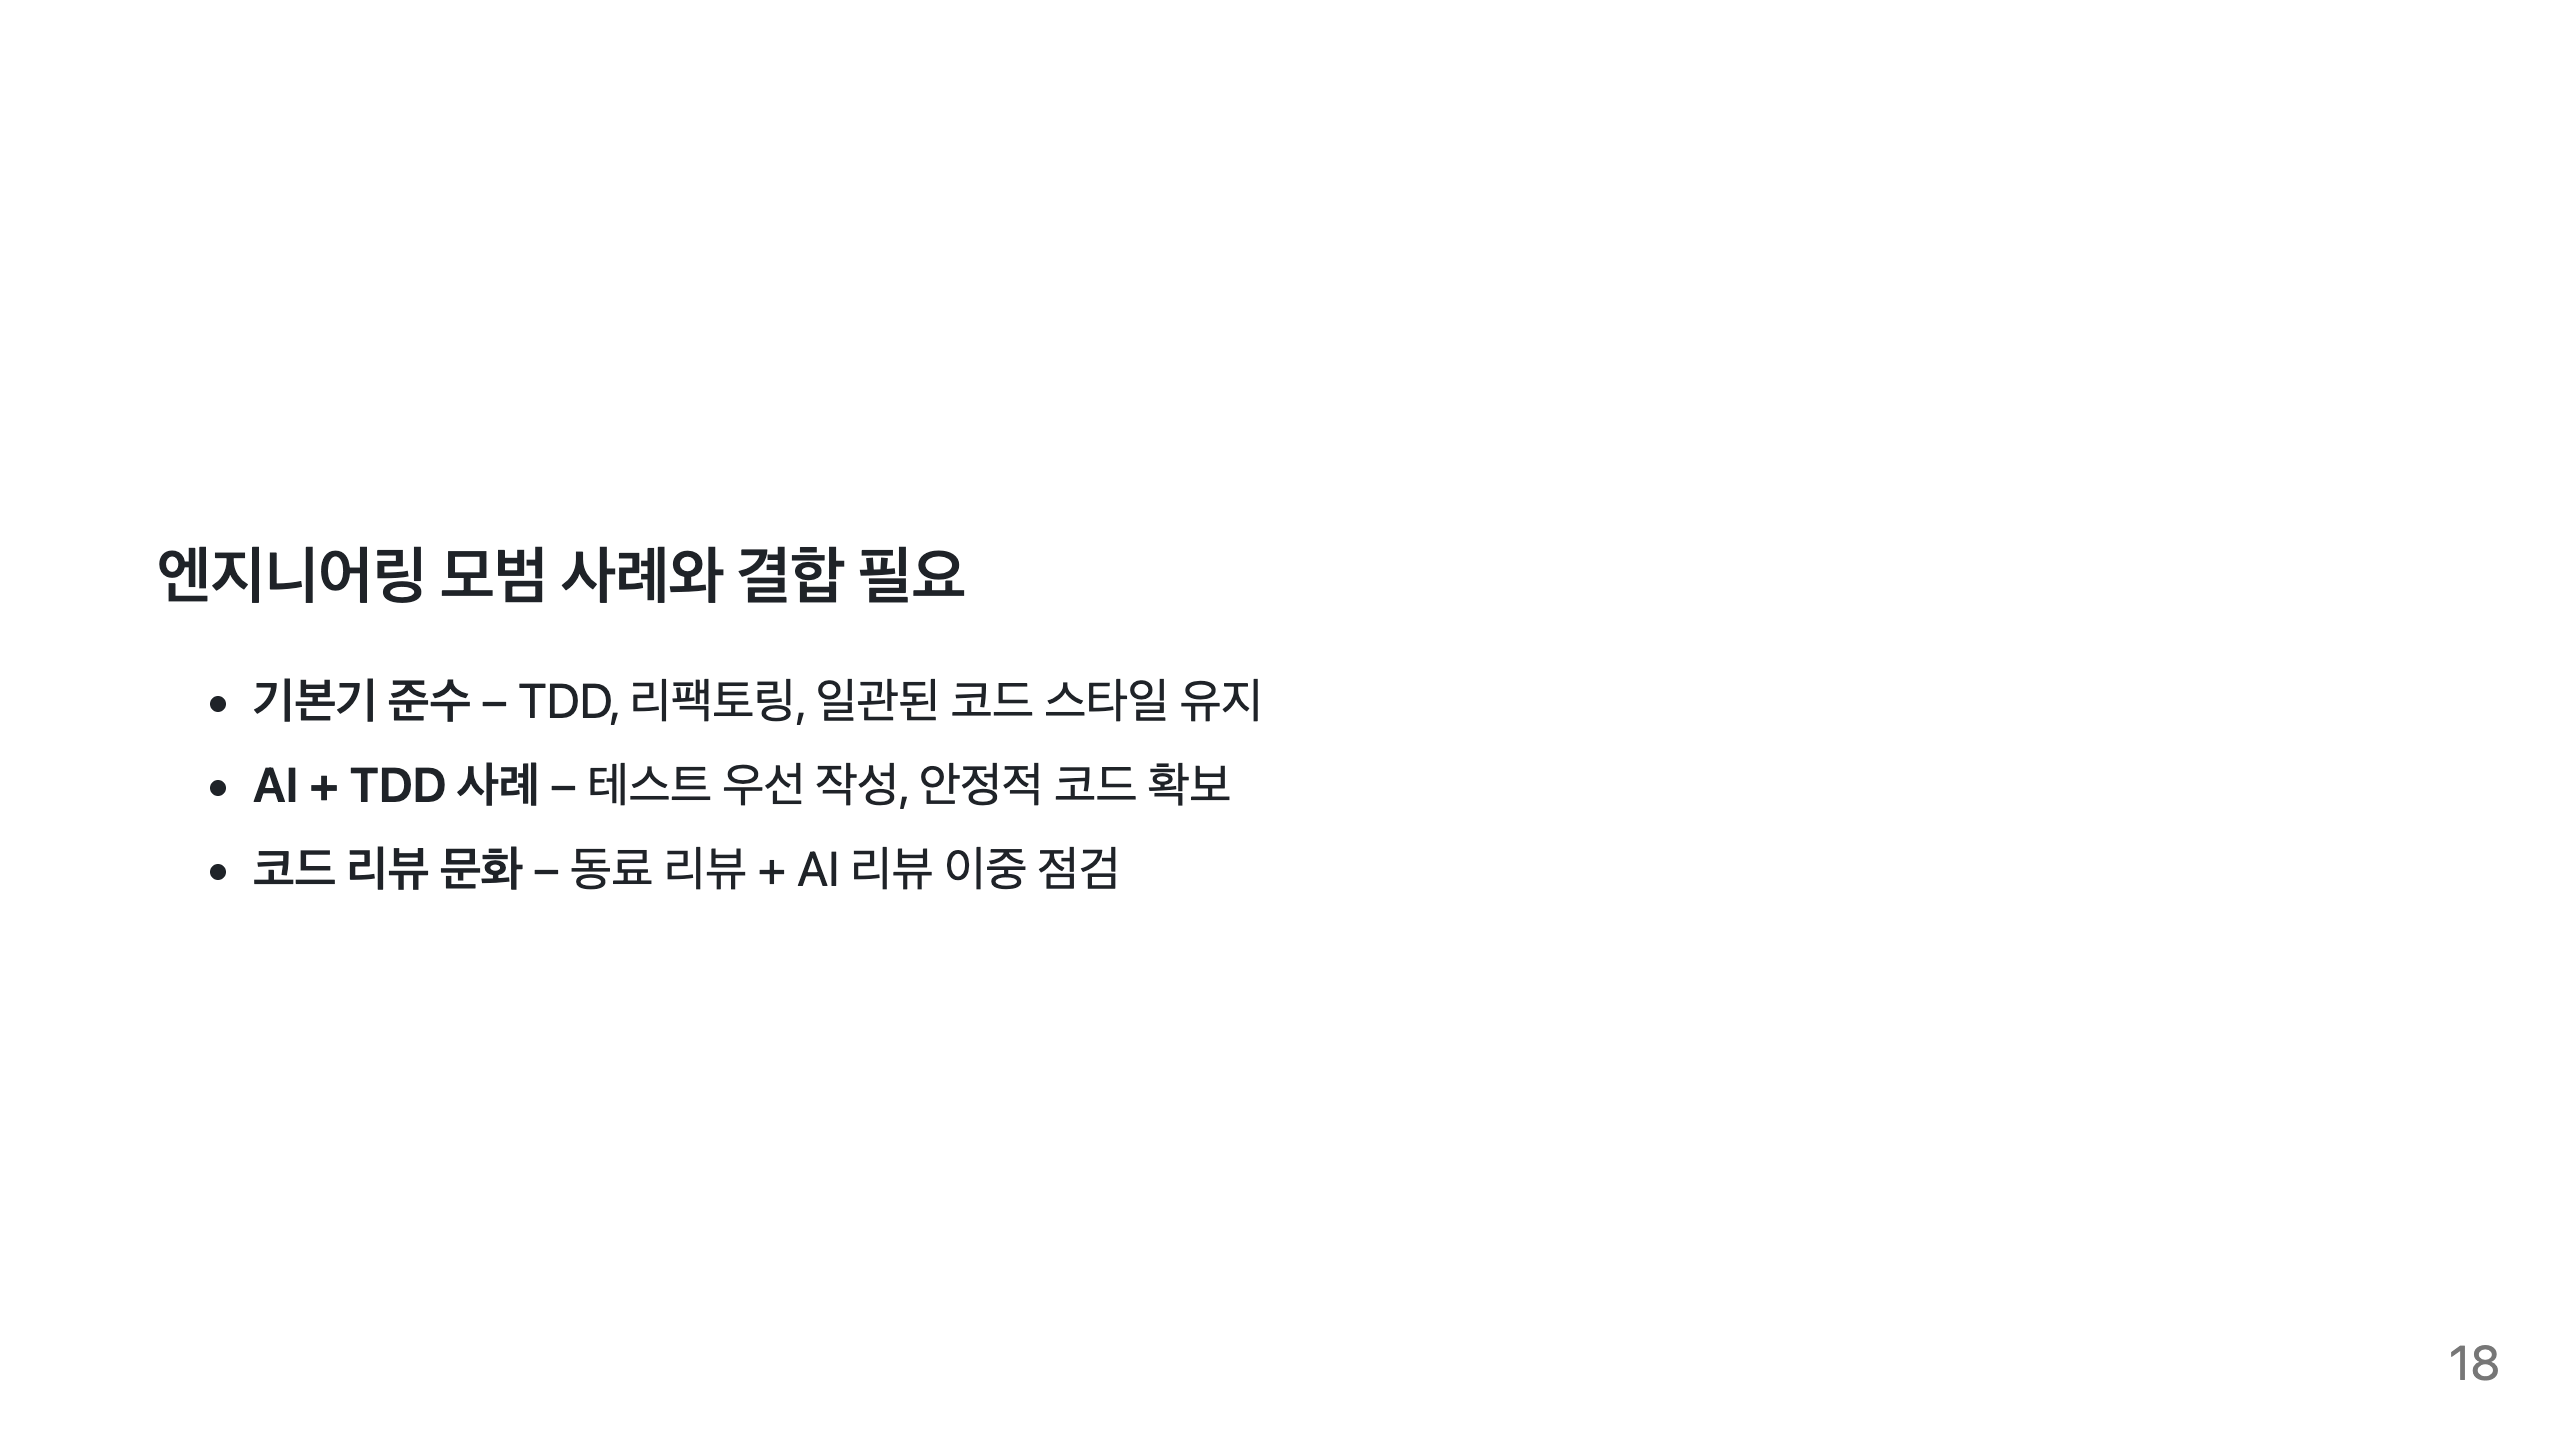 엔지니어링 모범 사례와 결합 필요
• 기본기 준수 – TDD, 리팩토링, 일관된 코드 스타일 유지
• AI + TDD 사례 – 테스트 우선 작성, 안정적 코드 확보
• 코드 리뷰 문화 – 동료 리뷰 + AI 리뷰 이중 점검
18